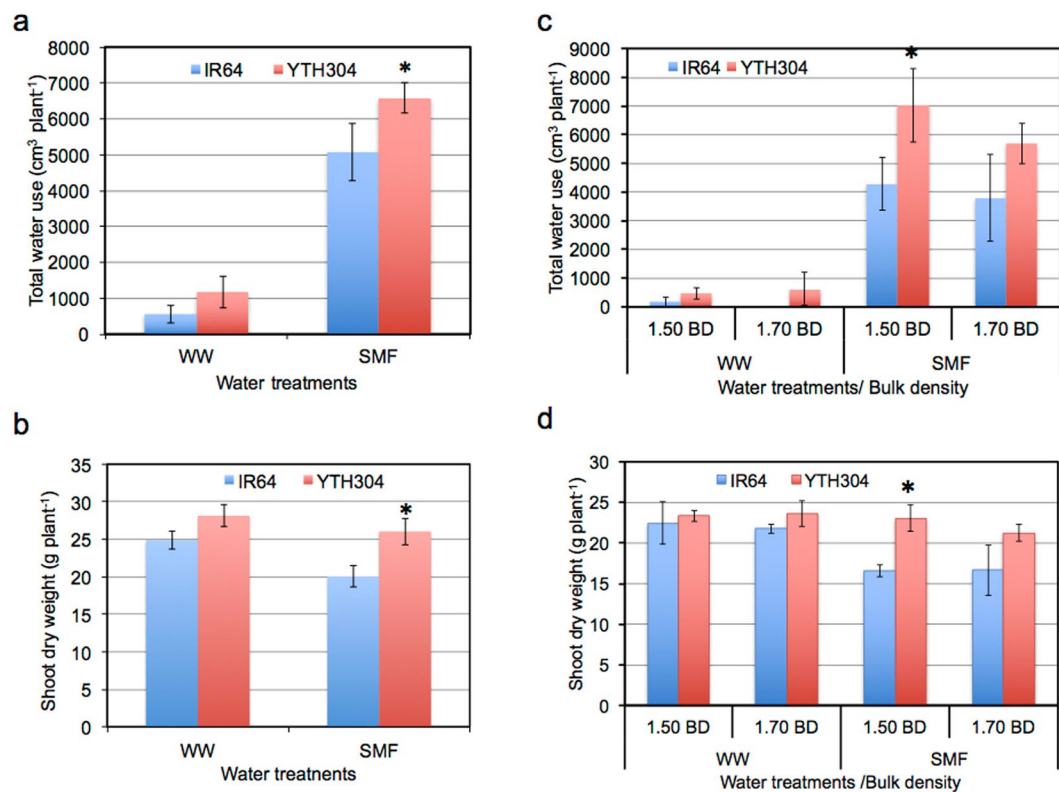 a
Total water use (cm³ plant⁻¹)
8000
7000
6000
5000
4000
3000
2000
1000
0
IR64 YTH304
*
WW SMF
Water treatments
b
Shoot dry weight (g plant⁻¹)
35
30
25
20
15
10
5
0
IR64 YTH304
*
WW SMF
Water treatnents
c
Total water use (cm³ plant⁻¹)
9000
8000
7000
6000
5000
4000
3000
2000
1000
0
IR64 YTH304
*
1.50 BD 1.70 BD 1.50 BD 1.70 BD
WW SMF
Water treatments/ Bulk density
d
Shoot dry weight (g plant⁻¹)
30
25
20
15
10
5
0
IR64 YTH304
*
1.50 BD 1.70 BD 1.50 BD 1.70 BD
WW SMF
Water treatments /Bulk density